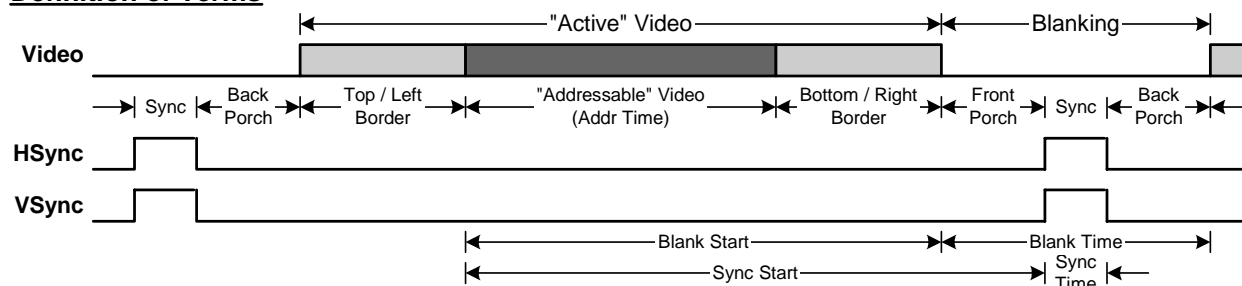 Definition of Terms
"Active" Video
Blanking
Video
Sync
Back
Porch
Top / Left
Border
"Addressable" Video
(Addr Time)
Bottom / Right
Border
Front
Porch
Sync
Back
Porch
HSync
VSync
Blank Start
Blank Time
Sync Start
Sync
Time